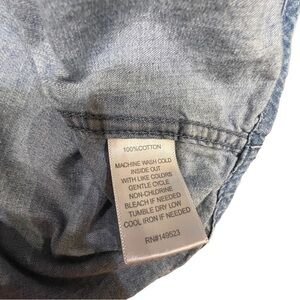 100%COTTON
MACHINE WASH COLD
INSIDE OUT
WITH LIKE COLORS
GENTLE CYCLE
NON-CHLORINE
BLEACH IF NEEDED
TUMBLE DRY LOW
COOL IRON IF NEEDED
RN#149523